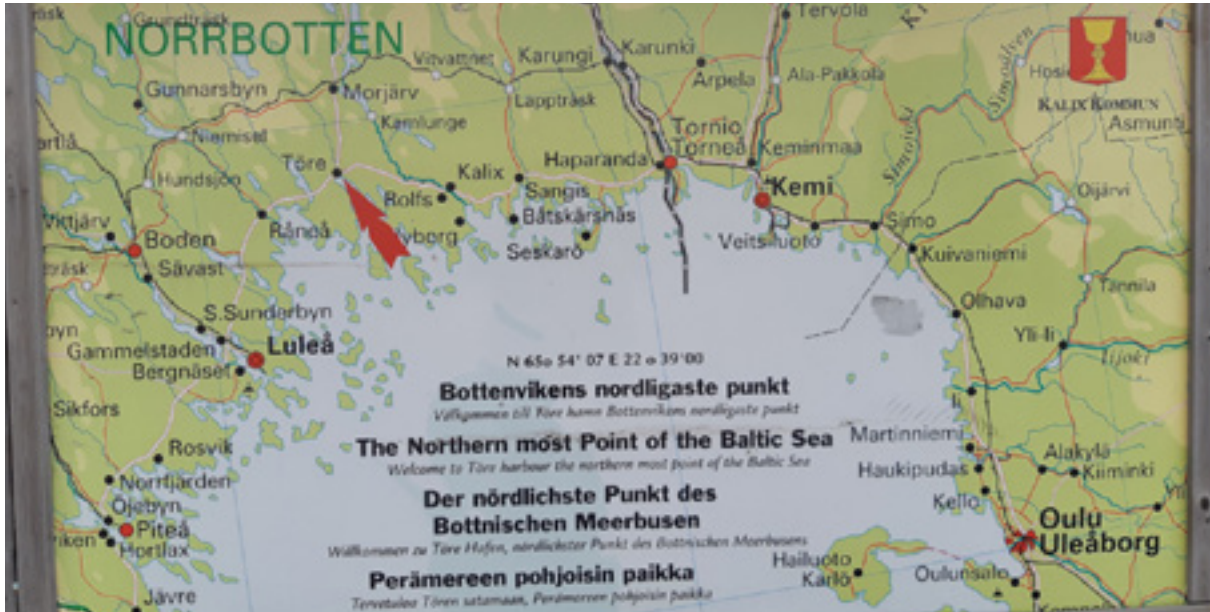 NORRBOTTEN
Gunnarsbyn
Morjärv
Vitvattnet
Karungi
Karunki
Tervola
Arpela
Ala-Paakkola
Lappträsk
Kamlunge
Niemisel
KALIX KOMMUN
Asmunti
Töre
Hundsjön
Kalix
Rolfs
Sangis
Båtskärsnäs
Seskarö
Haparanda
Tornio
Torneå
Keminmaa
Kemi
Veitsiluoto
Simo
Simojoki
Kuivaniemi
Oijärvi
Tannila
Olhava
Yli-Ii
Iijoki
Ii
Vittjärv
Boden
Sävast
Råneå
S.Sunderbyn
Gammelstaden
Luleå
Bergnäset
Sikfors
Rosvik
Norrfjärden
Öjebyn
Piteå
Hortlax
Jävre
N 65o 54' 07 E 22 o 39'00
Bottenvikens nordligaste punkt
Välkommen till Töre hamn Bottenvikens nordligaste punkt
The Northern most Point of the Baltic Sea
Welcome to Töre harbour the northern most point of the Baltic Sea
Der nördlichste Punkt des
Bottnischen Meerbusen
Willkommen zu Töre Hafen, nördlichster Punkt des Bottnischen Meerbusens
Perämereen pohjoisin paikka
Tervetuloa Tören satamaan, Perämereen pohjoisin paikka
Martinniemi
Haukipudas
Kello
Alakylä
Kiiminki
Oulu
Uleåborg
Hailuoto
Karlö
Oulunsalo